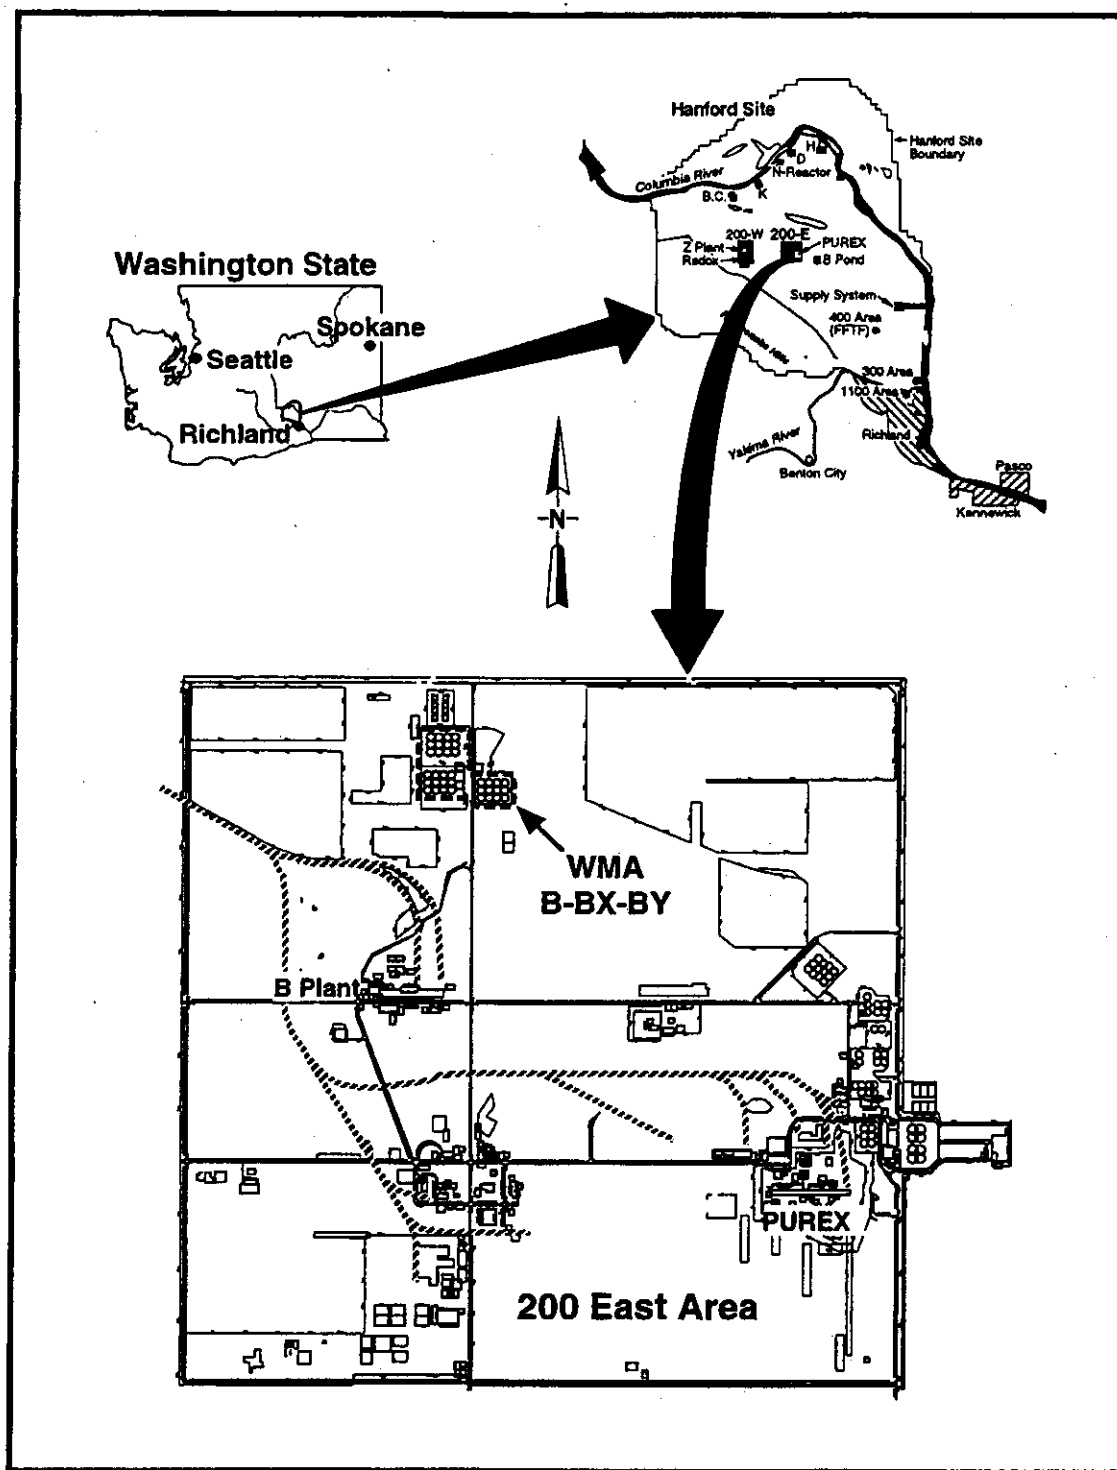 Hanford Site
Hanford Site
Boundary
H
D
N-Reactor
Columbia River
K
B.C.
200-W
200-E
Z Plant
Redox
PUREX
B Pond
Washington State
Supply System
Spokane
400 Area
(FFTF)
Seattle
Hills
300 Area
1100 Area
Richland
Richland
Yakima River
Benton City
Pasco
Kennewick
N
WMA
B-BX-BY
B Plant
PUREX
200 East Area